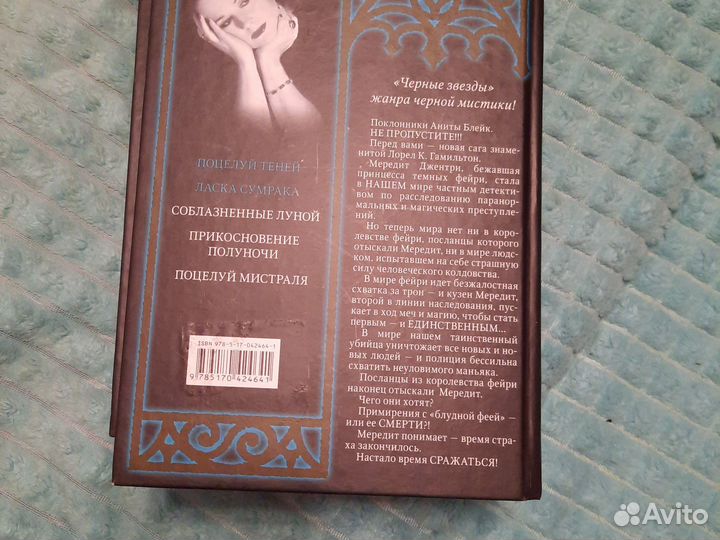 ПОЦЕЛУЙ ТЕНЕЙ
ЛАСКА СУМРАКА
СОБЛАЗНЕННЫЕ ЛУНОЙ
ПРИКОСНОВЕНИЕ
ПОЛУНОЧИ
ПОЦЕЛУЙ МИСТРАЛЯ
ISBN 978-5-17-042464-1
9 785170 424641
«Черные звезды»
жанра черной мистики!
Поклонники Аниты Блейк.
НЕ ПРОПУСТИТЕ!!!
Перед вами — новая сага знаме-
нитой Лорел К. Гамильтон.
Мередит Джентри, бежавшая
принцесса темных фейри, стала
в НАШЕМ мире частным детекти-
вом по расследованию паранор-
мальных и магических преступле-
ний.
Но теперь мира нет ни в коро-
левстве фейри, посланцы которого
отыскали Мередит, ни в мире людс-
ком, испытавшем на себе страшную
силу человеческого колдовства.
В мире фейри идет безжалостная
схватка за трон — и кузен Мередит,
второй в линии наследования, пус-
кает в ход меч и магию, чтобы стать
первым — и ЕДИНСТВЕННЫМ...
В мире нашем таинственный
убийца уничтожает все новых и но-
вых людей — и полиция бессильна
схватить неуловимого маньяка.
Посланцы из королевства фейри
наконец отыскали Мередит.
Чего они хотят?
Примирения с «блудной феей» —
или ее СМЕРТИ?!
Мередит понимает — время стра-
ха закончилось.
Настало время СРАЖАТЬСЯ!
Avito